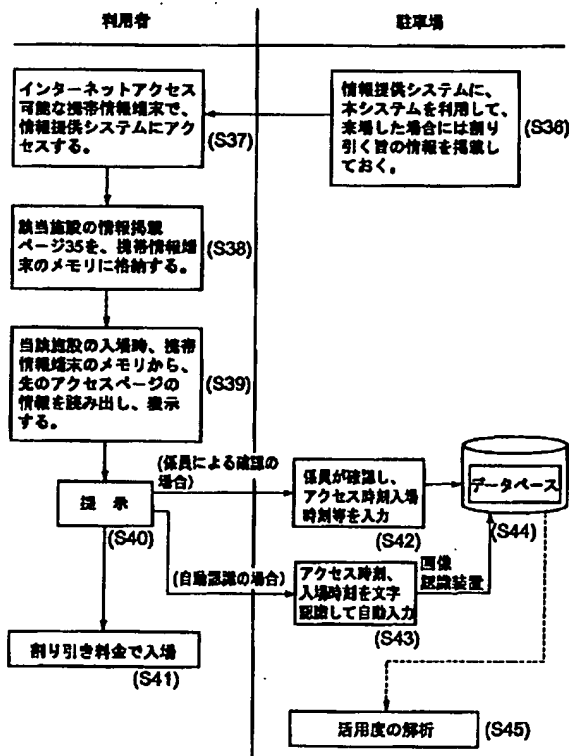 利用者
駐車場
インターネットアクセス
可能な携帯情報端末で、
情報提供システムにアク
セスする。
(S37)
情報提供システムに、
本システムを利用して、
来場した場合には割り
引く旨の情報を掲載し
ておく。
(S36)
該当施設の情報掲載
ページ35を、携帯情報端
末のメモリに格納する。
(S38)
当該施設の入場時、携帯
情報端末のメモリから、
先のアクセスページの
情報を読み出し、表示
する。
(S39)
(係員による確認の
場合)
提 示
(S40)
係員が確認し、
アクセス時刻入場
時刻等を入力
(S42)
データベース
(S44)
(自動認識の場合)
アクセス時刻、
入場時刻を文字
認識して自動入力
(S43)
画像
認識装置
割り引き料金で入場
(S41)
活用度の解析
(S45)